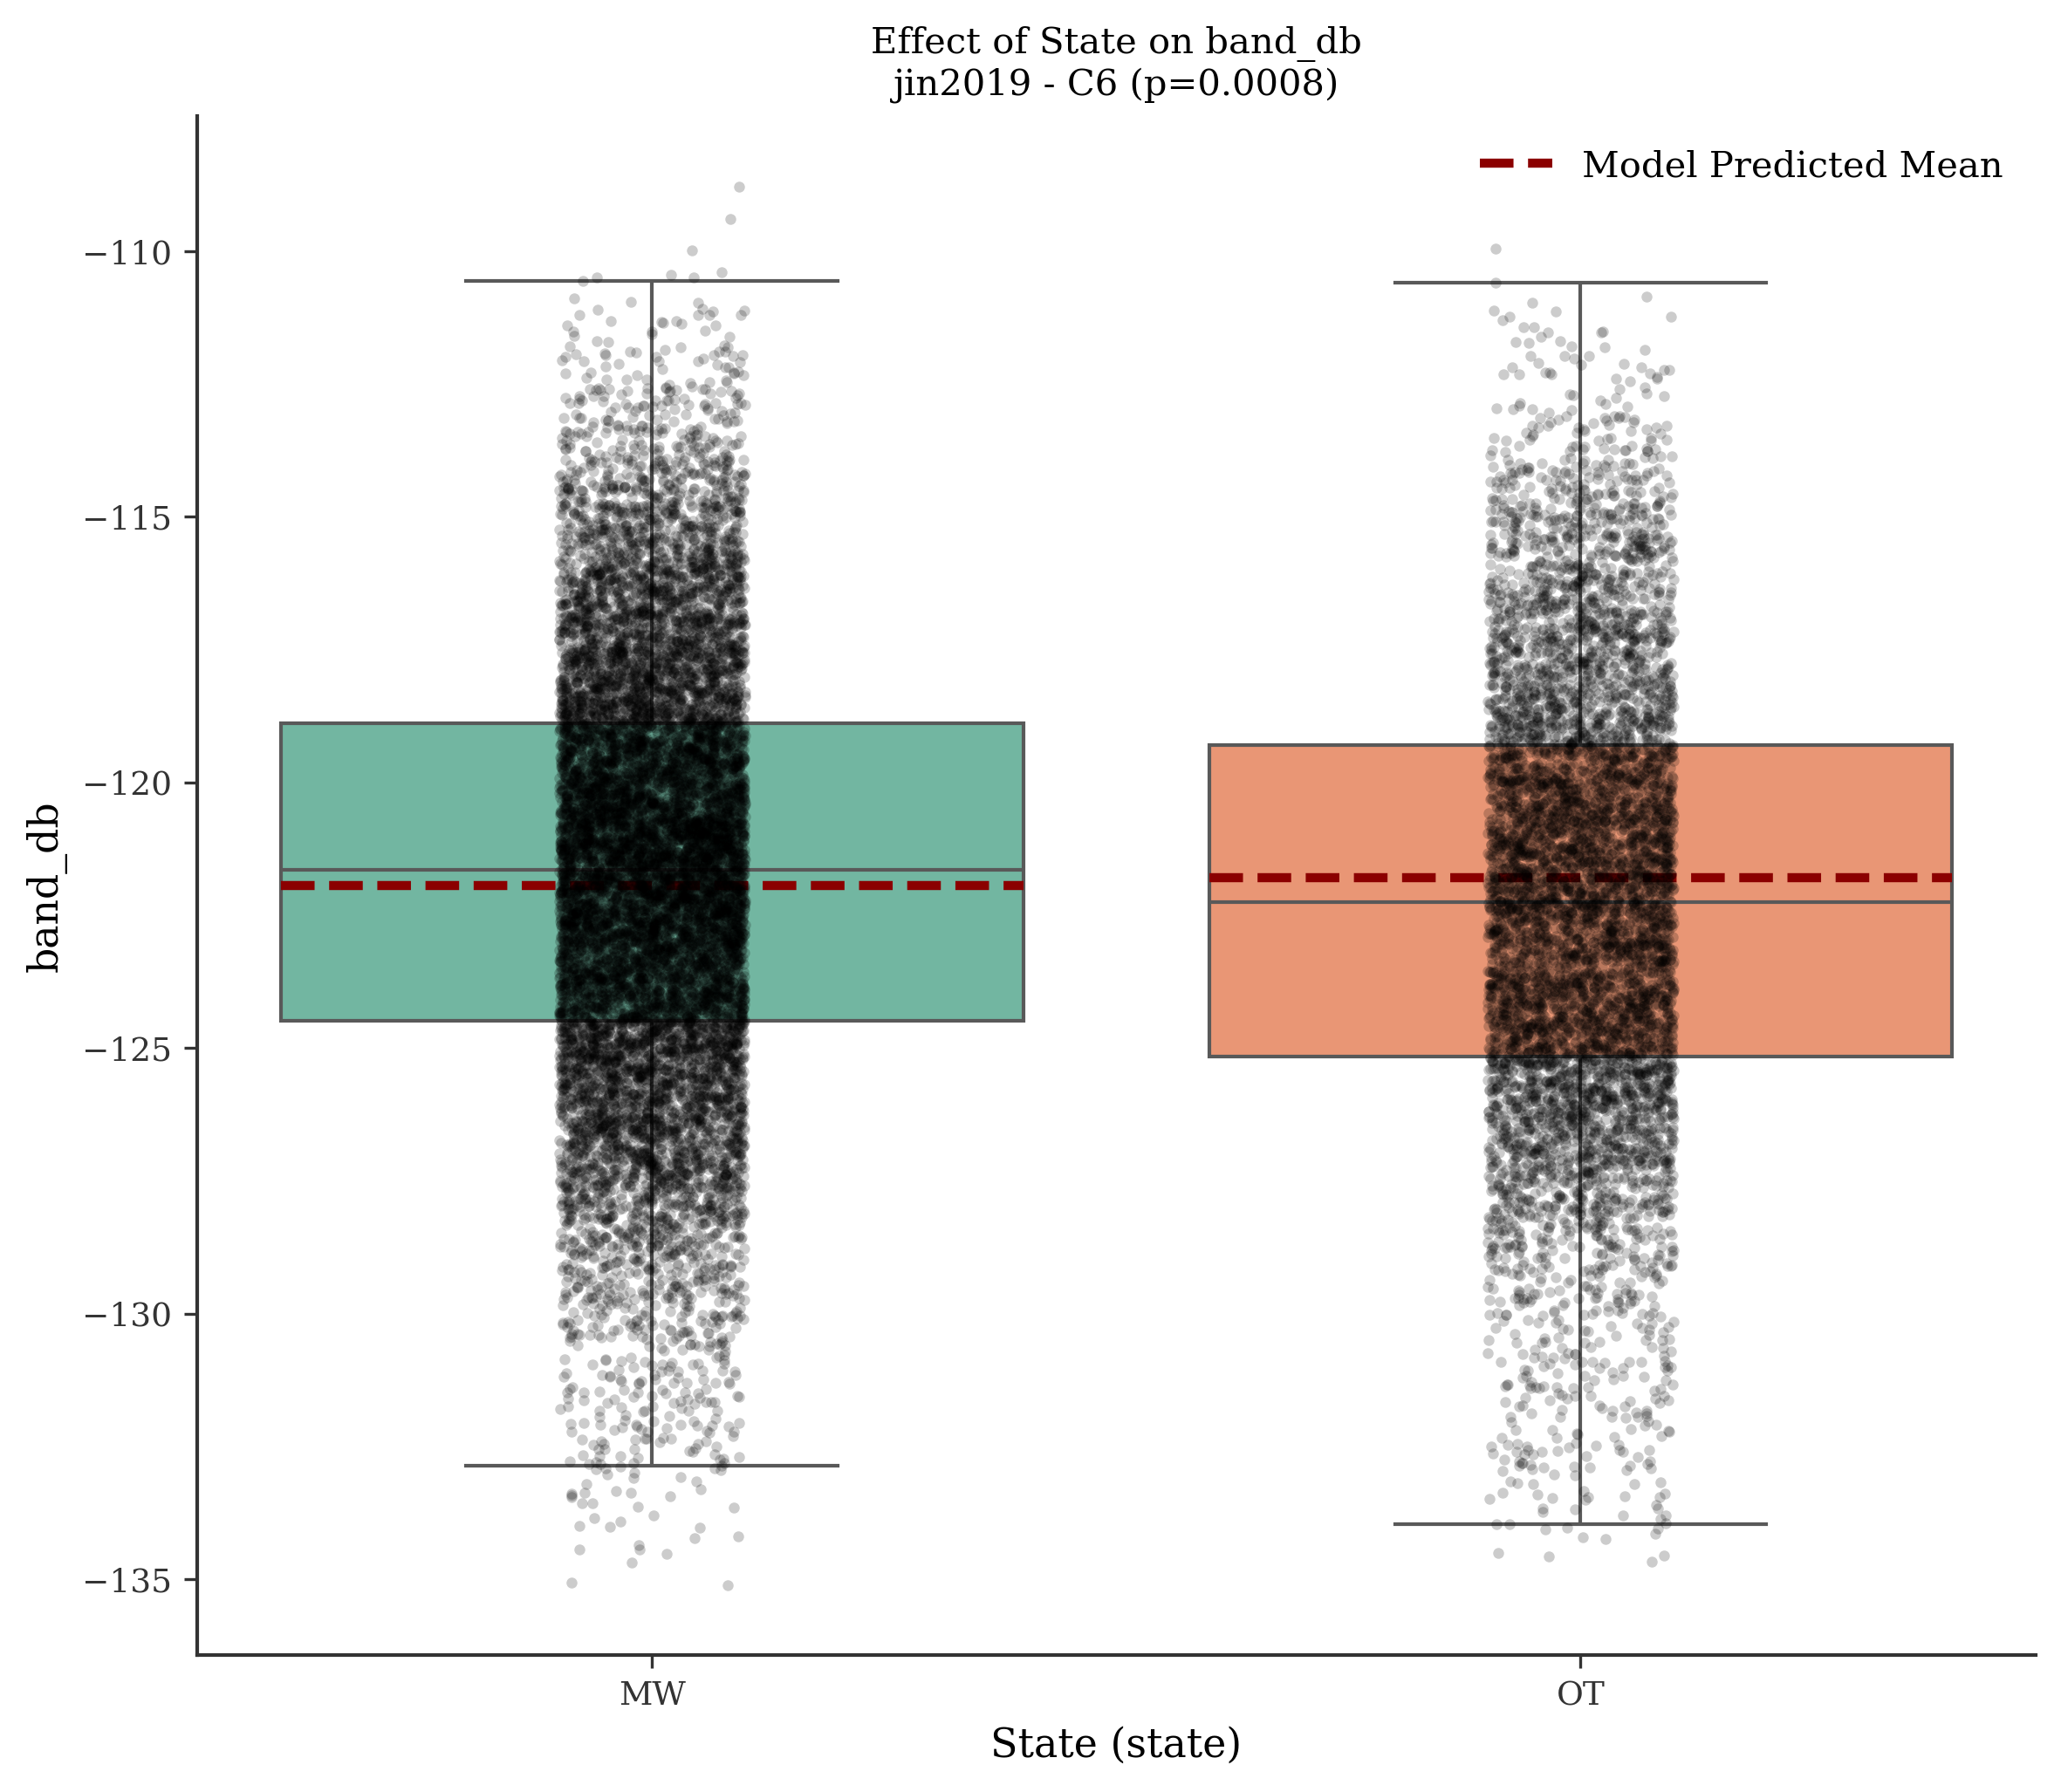 Effect of State on band_db
jin2019 - C6 (p=0.0008)
Model Predicted Mean
−110
−115
−120
−125
−130
−135
band_db
MW
OT
State (state)